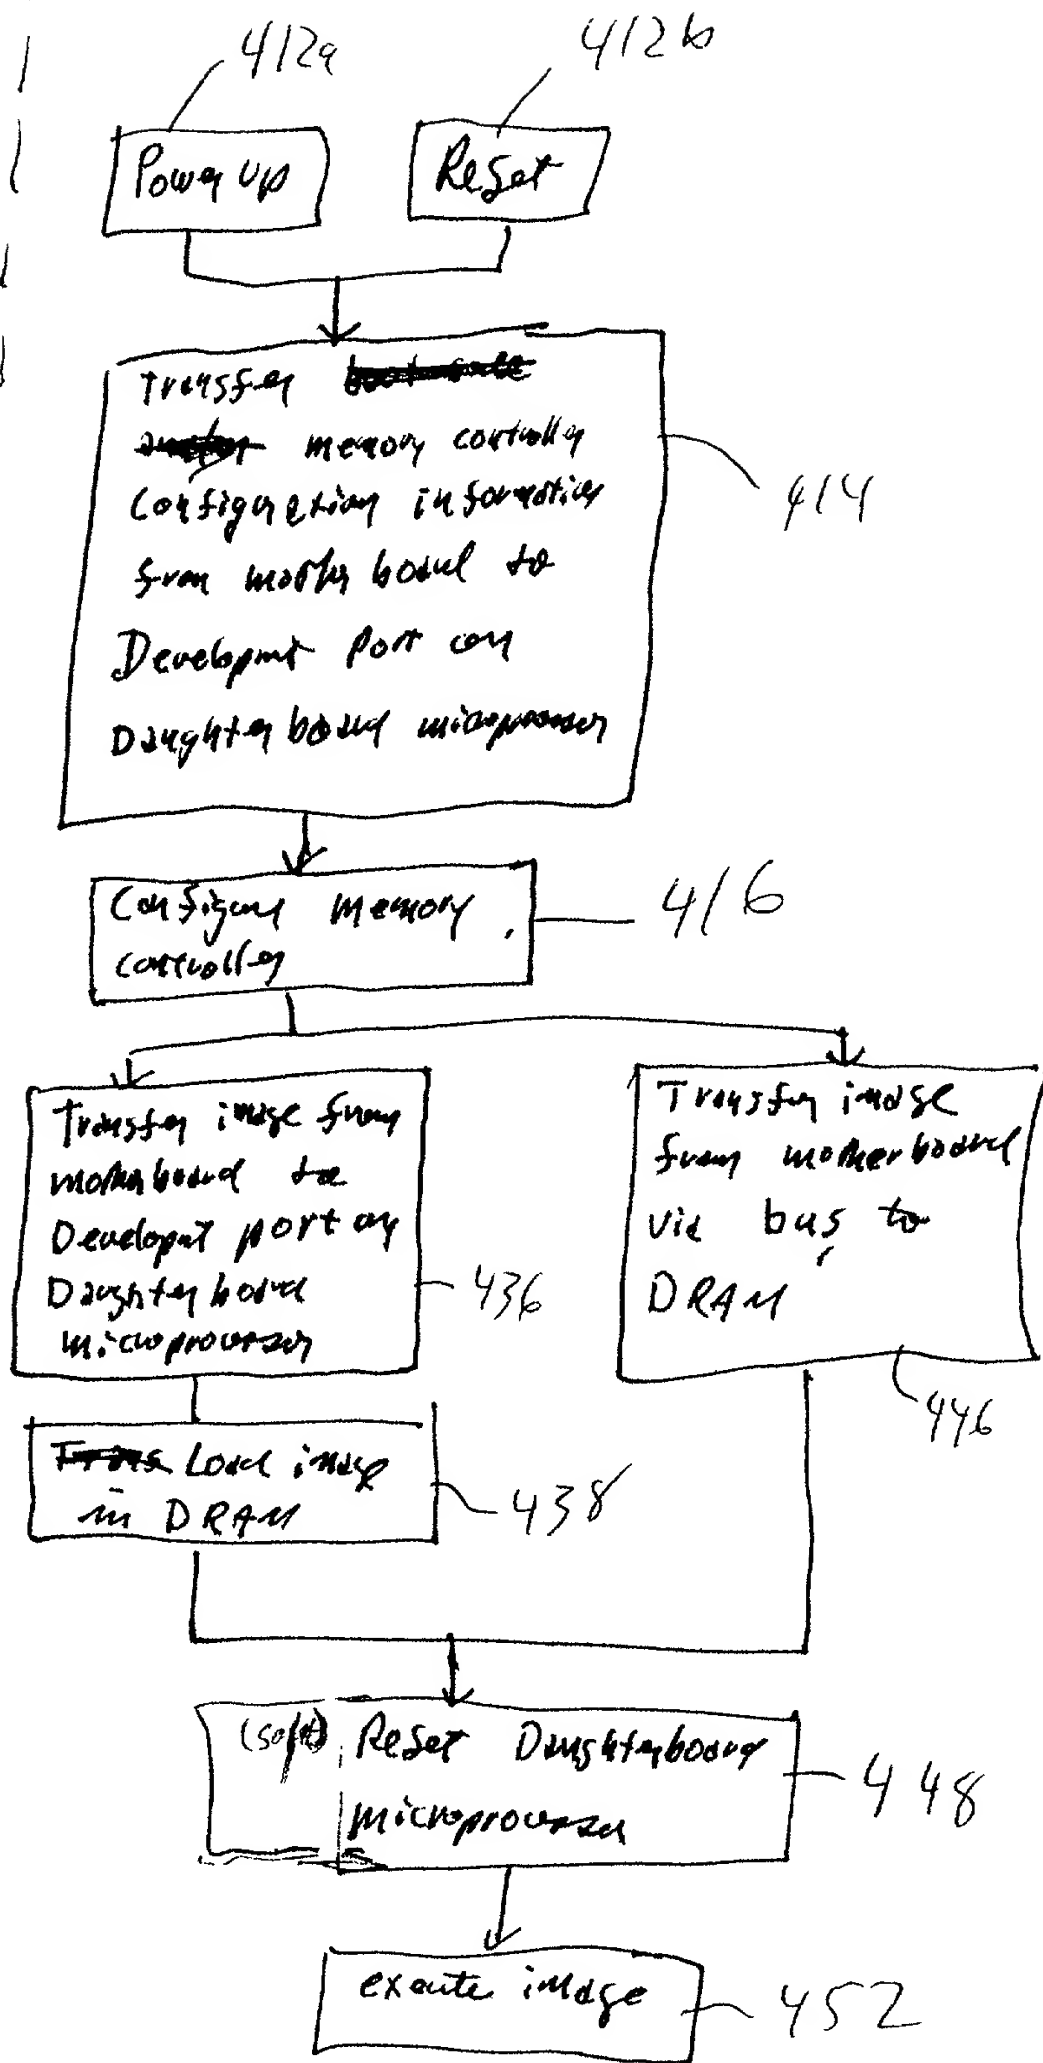 412a
412b
Power up
Reset
Transfer
memory controller
Configuration information
from mother board to
Developmt Port on
Daughter board microprocessor
414
Configure memory
controller
416
Transfer image from
motherboard to
Developmt port on
Daughter board
microprocessor
436
Transfer image
from motherboard
via bus to
DRAM
446
Trans Load image
in DRAM
438
(soft) Reset Daughterboard
microprocessor
448
execute image
452